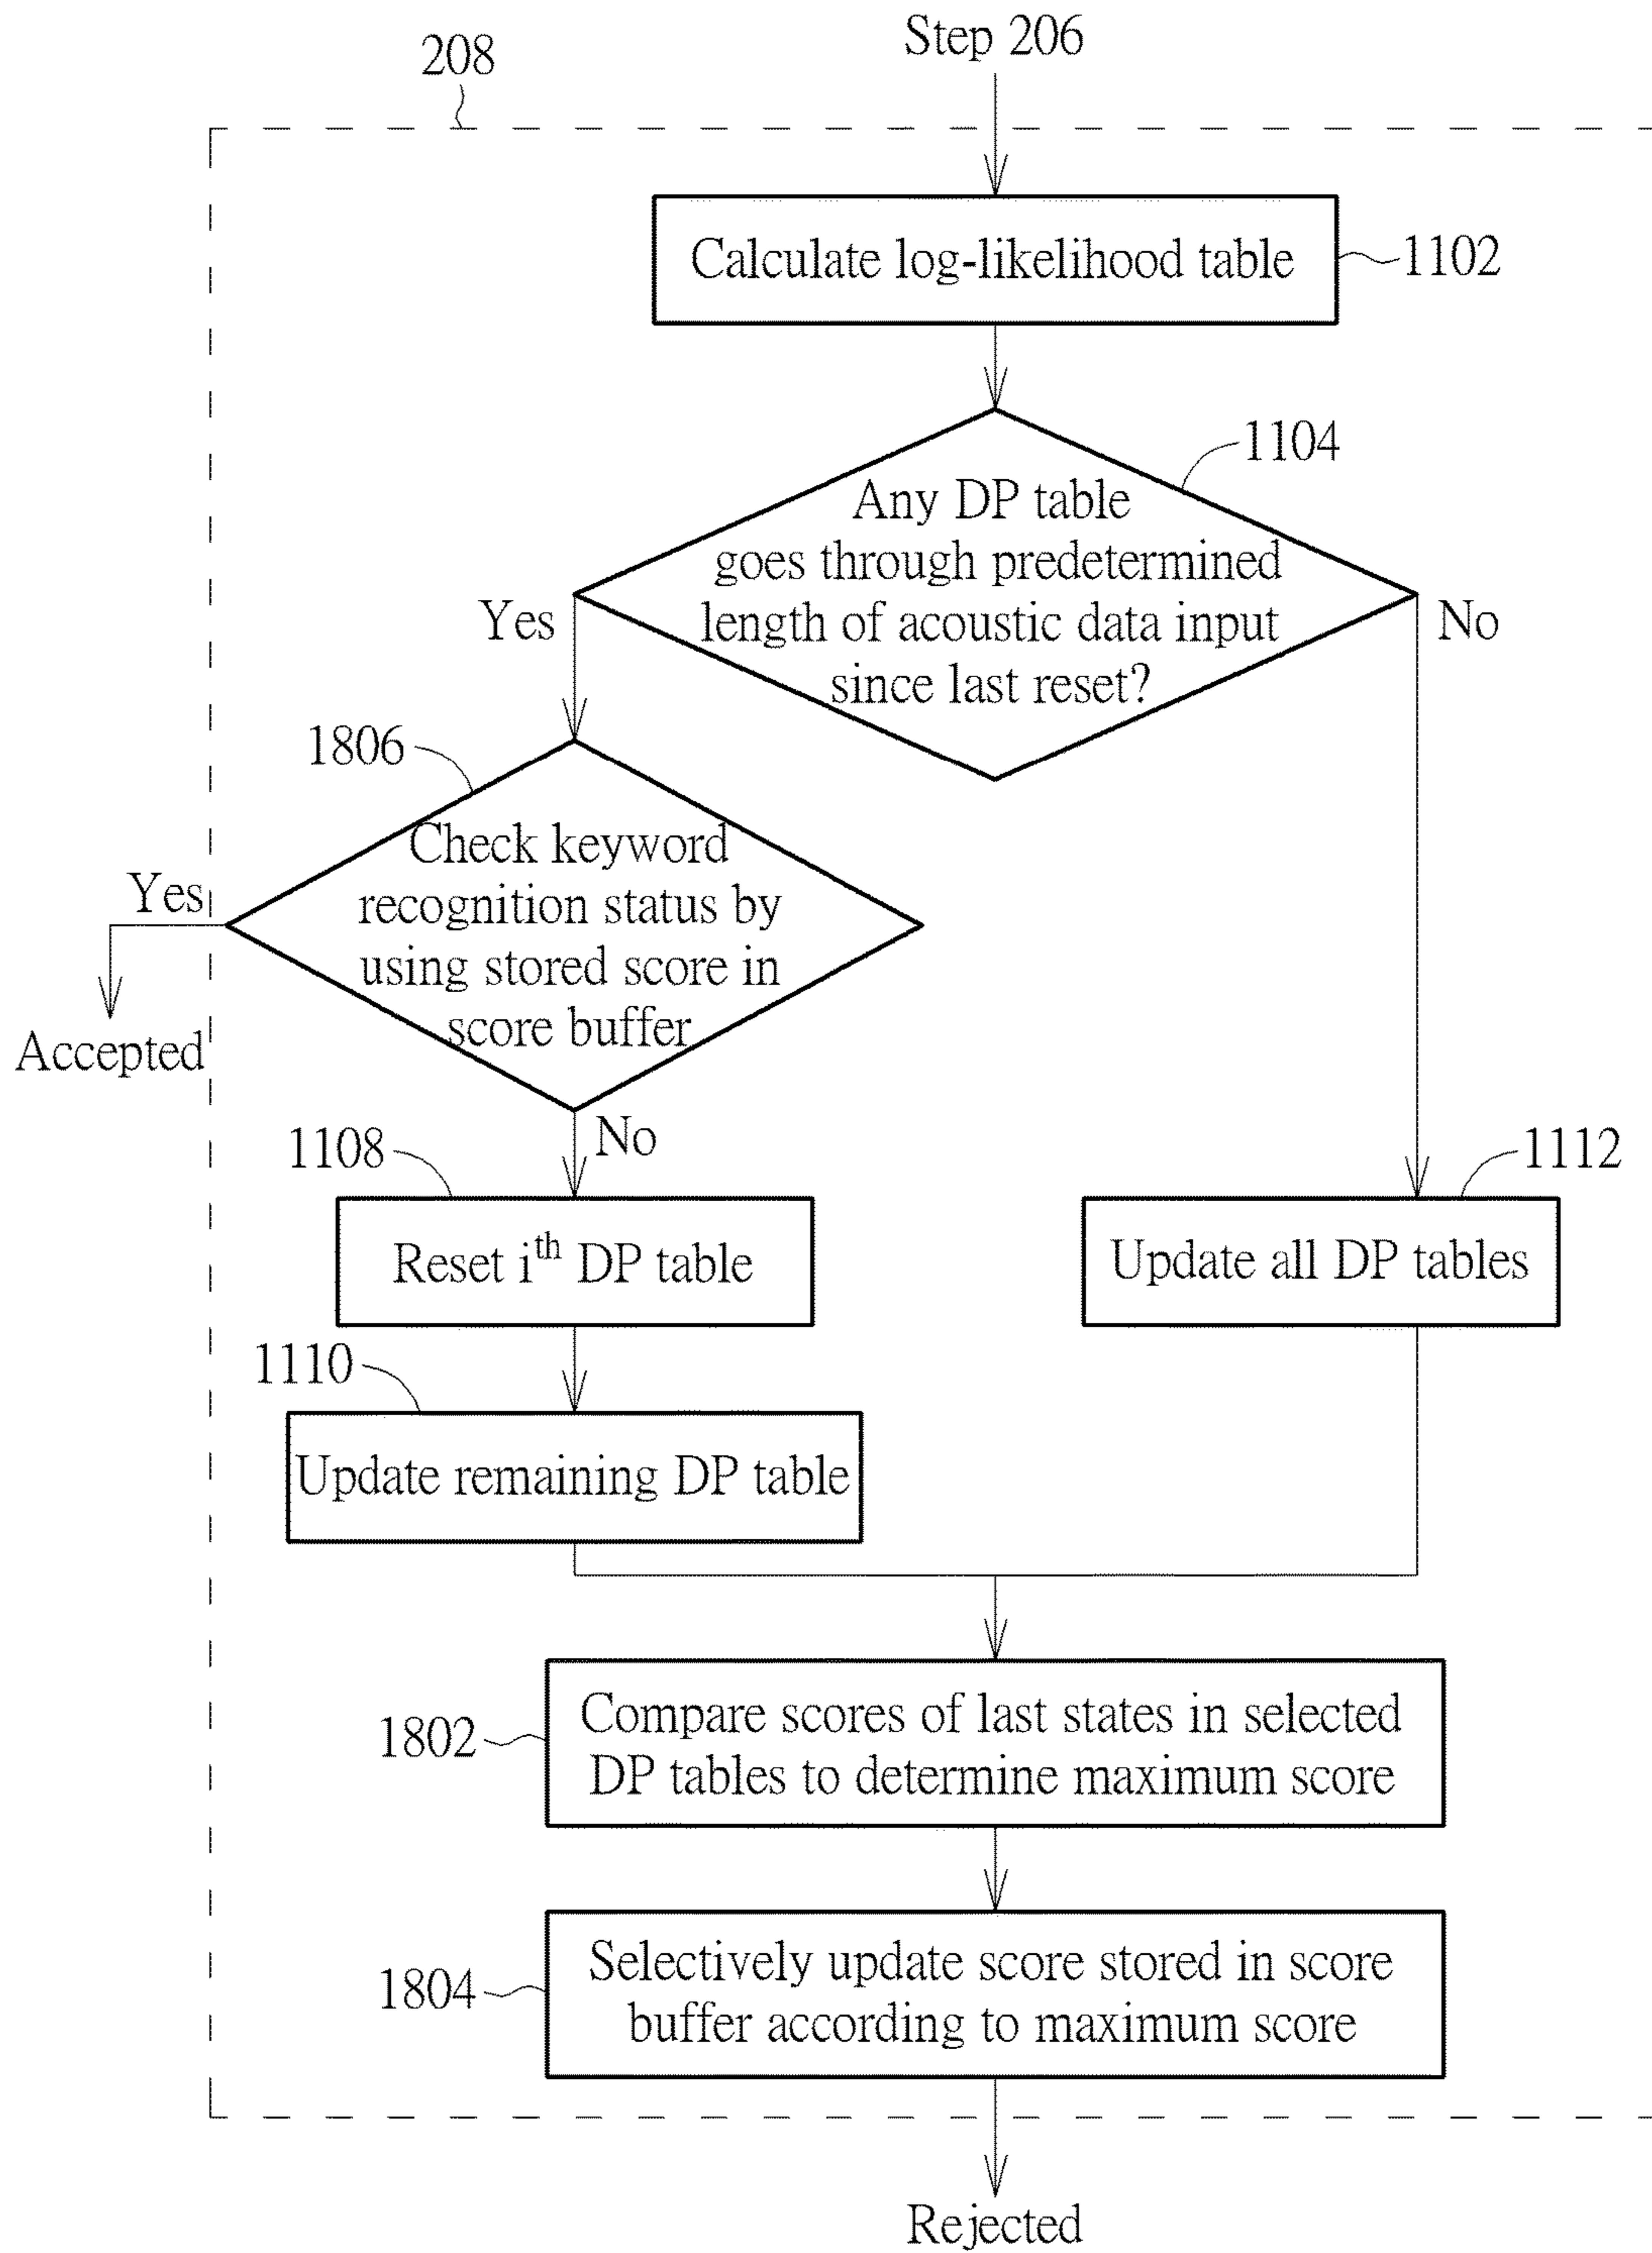 Step 206
208
Calculate log-likelihood table
1102
1104
Any DP table
goes through predetermined
length of acoustic data input
since last reset?
Yes
No
1806
Check keyword
recognition status by
using stored score in
score buffer
Yes
Accepted
No
1108
Reset iᵗʰ DP table
1112
Update all DP tables
1110
Update remaining DP table
1802
Compare scores of last states in selected
DP tables to determine maximum score
1804
Selectively update score stored in score
buffer according to maximum score
Rejected